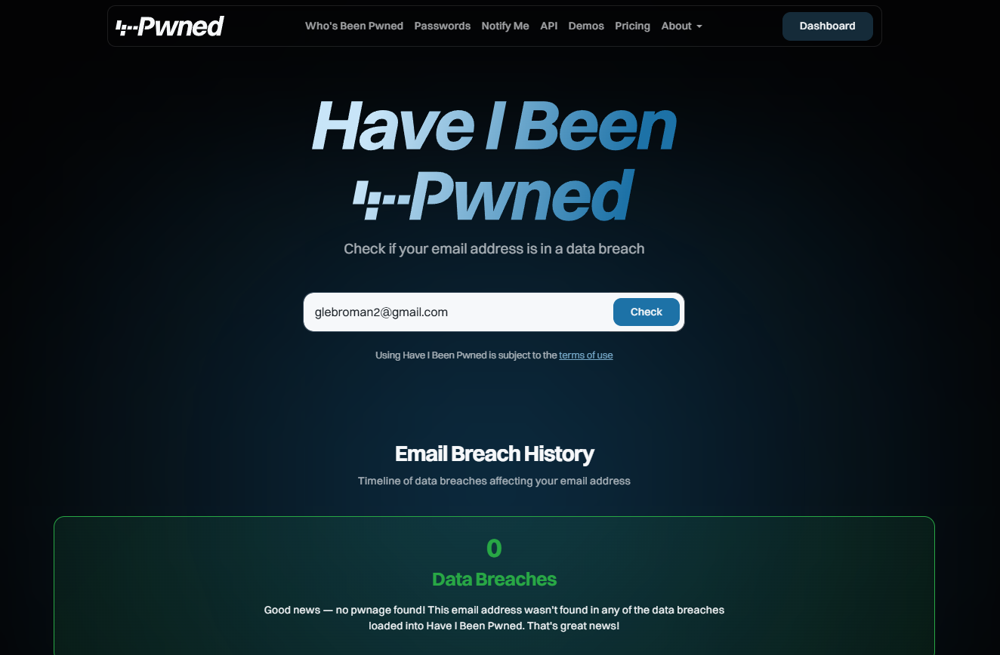 Pwned
Who's Been Pwned Passwords Notify Me API Demos Pricing About
Dashboard
Have I Been
Pwned
Check if your email address is in a data breach
glebroman2@gmail.com
Check
Using Have I Been Pwned is subject to the terms of use
Email Breach History
Timeline of data breaches affecting your email address
0
Data Breaches
Good news — no pwnage found! This email address wasn't found in any of the data breaches
loaded into Have I Been Pwned. That's great news!